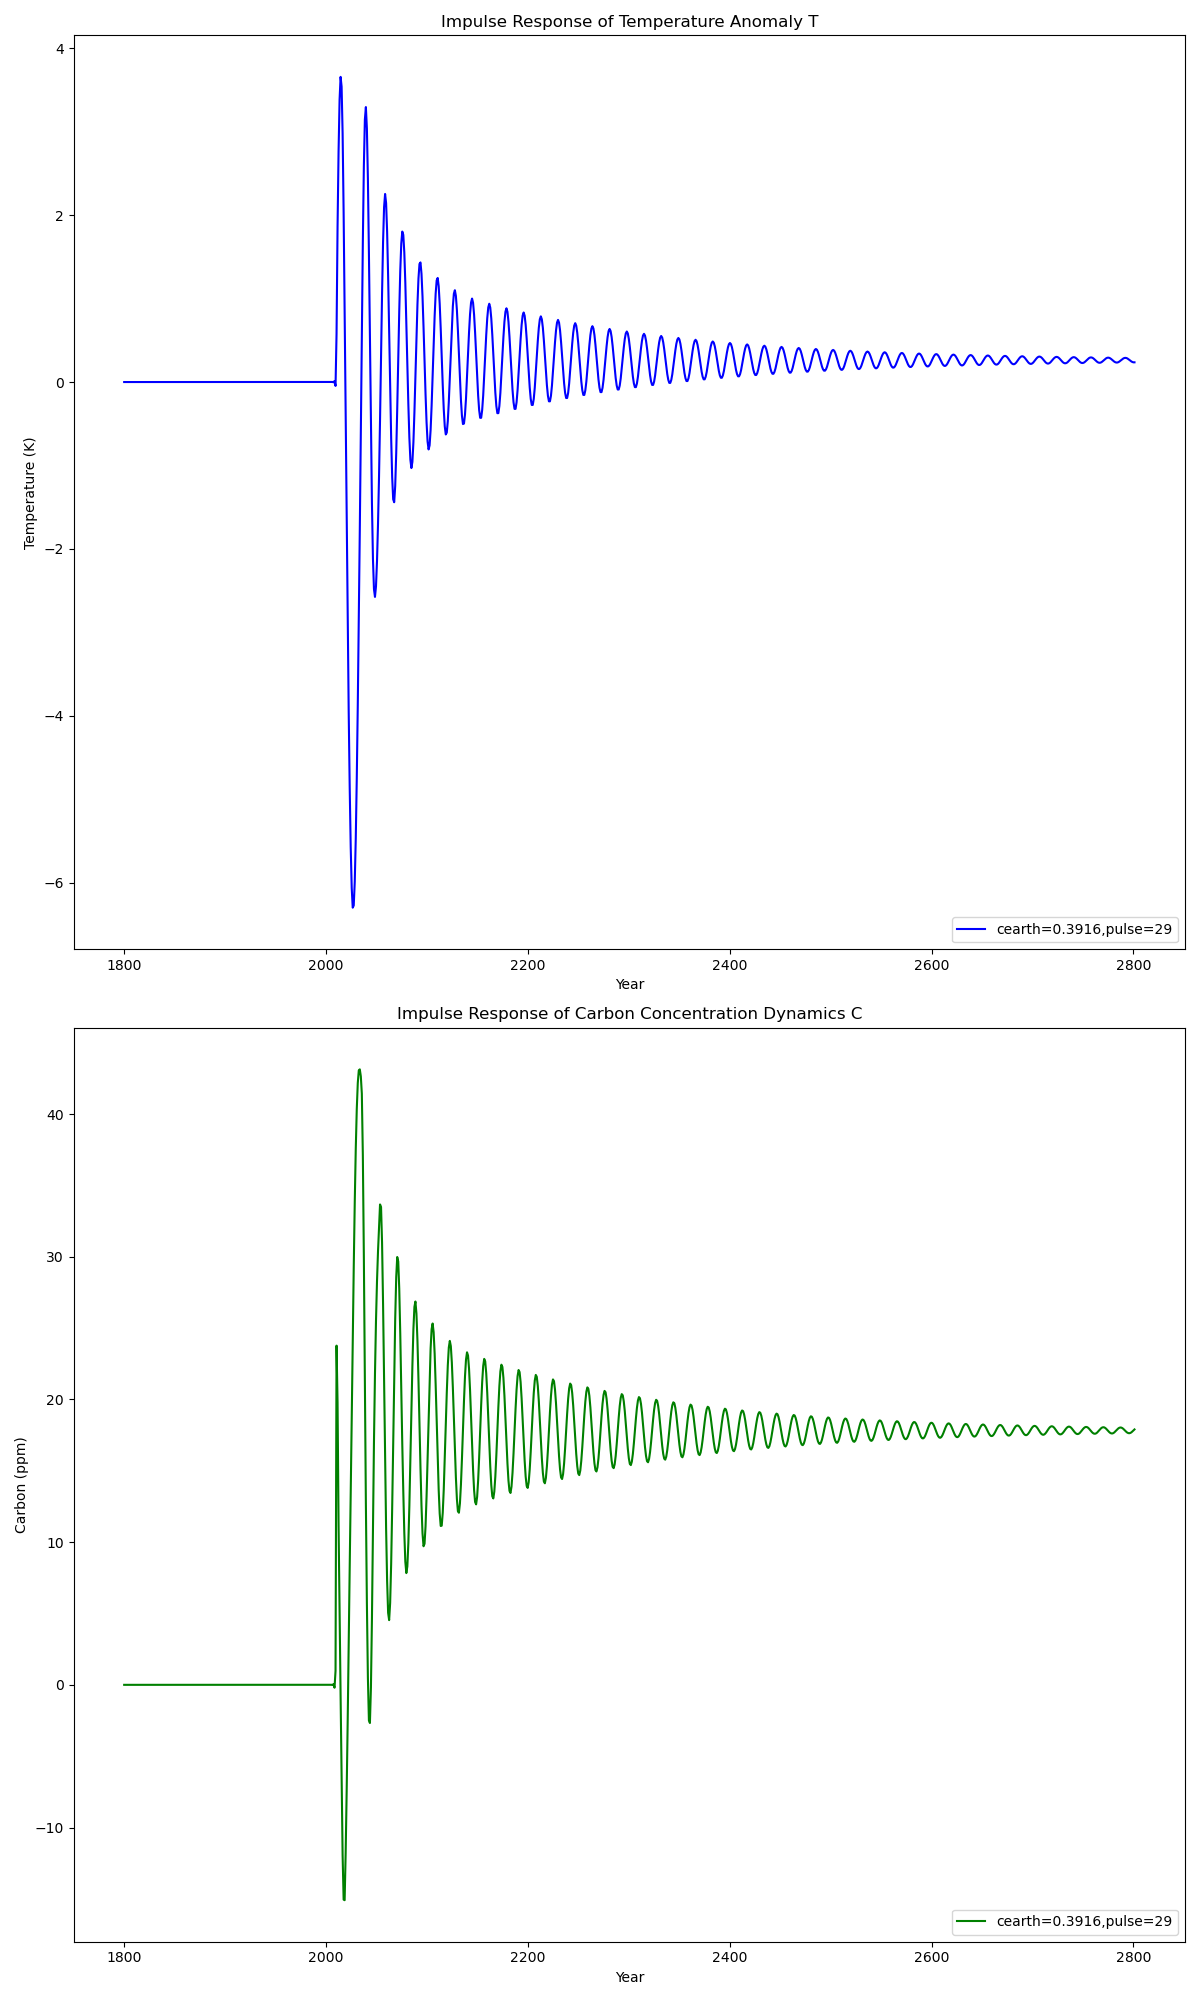 Impulse Response of Temperature Anomaly T
4
2
0
−2
−4
−6
Temperature (K)
cearth=0.3916,pulse=29
1800 2000 2200 2400 2600 2800
Year
Impulse Response of Carbon Concentration Dynamics C
40
30
20
10
0
−10
Carbon (ppm)
cearth=0.3916,pulse=29
1800 2000 2200 2400 2600 2800
Year